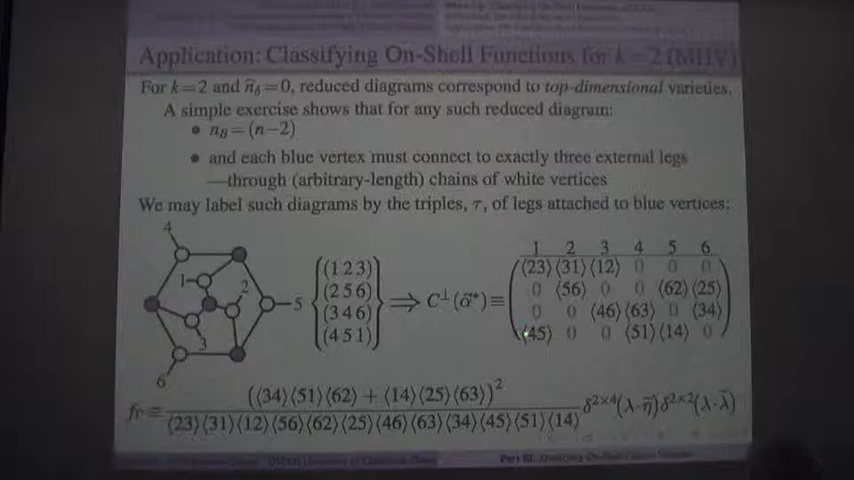 Application: Classifying On-Shell Functions for k=2 (MHV)
For k=2 and n̂_δ=0, reduced diagrams correspond to top-dimensional varieties.
A simple exercise shows that for any such reduced diagram:
• n_B=(n−2)
• and each blue vertex must connect to exactly three external legs
—through (arbitrary-length) chains of white vertices
We may label such diagrams by the triples, τ, of legs attached to blue vertices:
4
1
2
5
3
6
{(1 2 3)
(2 5 6)
(3 4 6)
(4 5 1)}
⟹ C⊥(α⃗*)≡
1 2 3 4 5 6
(⟨23⟩ ⟨31⟩ ⟨12⟩ 0 0 0
0 ⟨56⟩ 0 0 ⟨62⟩ ⟨25⟩
0 0 ⟨46⟩ ⟨63⟩ 0 ⟨34⟩
⟨45⟩ 0 0 ⟨51⟩ ⟨14⟩ 0)
f_Γ≡ (⟨34⟩⟨51⟩⟨62⟩ + ⟨14⟩⟨25⟩⟨63⟩)²
⟨23⟩⟨31⟩⟨12⟩⟨56⟩⟨62⟩⟨25⟩⟨46⟩⟨63⟩⟨34⟩⟨45⟩⟨51⟩⟨14⟩
δ^{2×4}(λ·η̃)δ^{2×2}(λ·λ̃)
Part III: